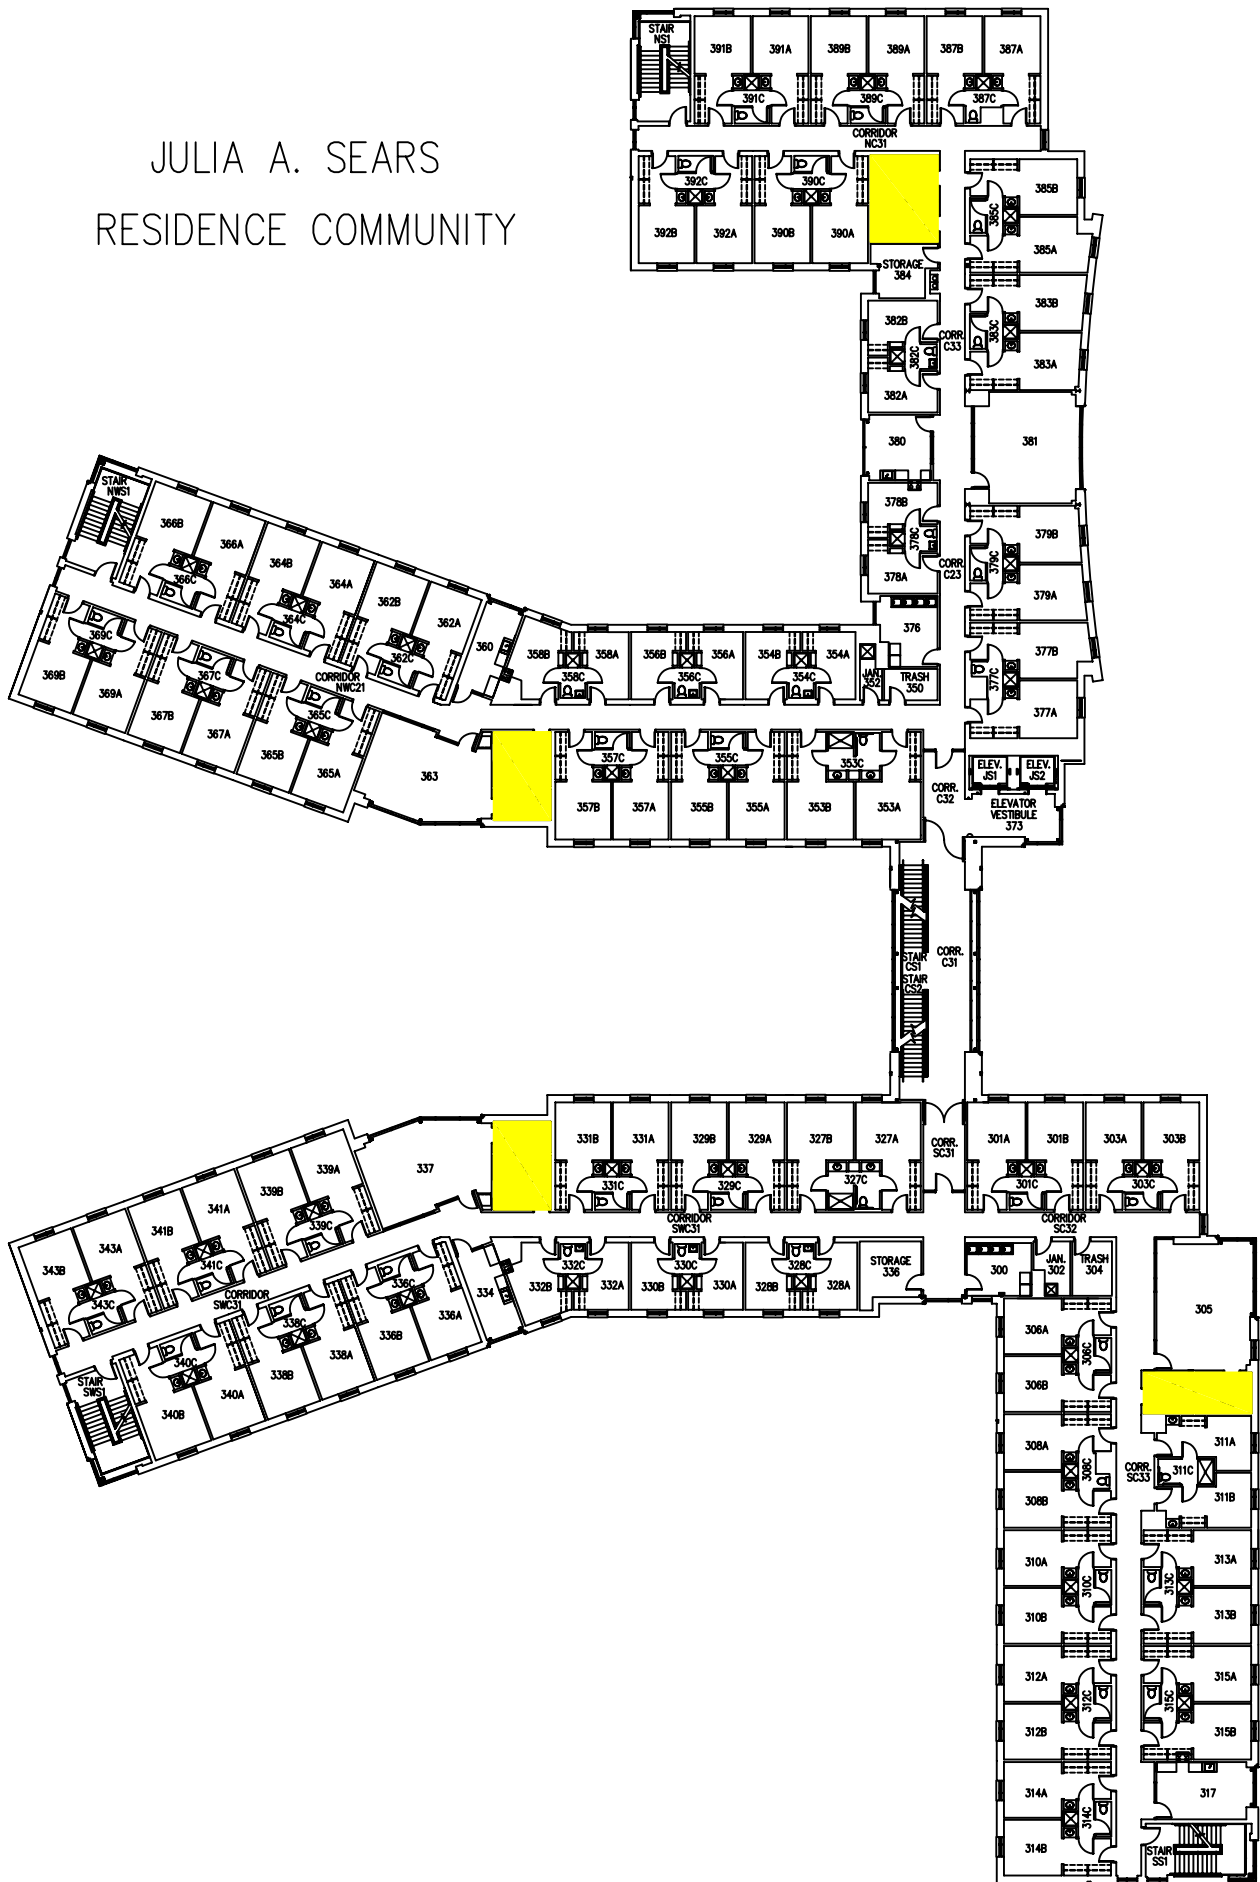 JULIA A. SEARS
RESIDENCE COMMUNITY
STAIR
NS1
391B
391A
389B
389A
387B
387A
391C
389C
387C
CORRIDOR
NC31
392C
390C
392B
392A
390B
390A
385B
385C
385A
STORAGE
384
383B
383C
383A
382B
382C
382A
CORR.
C33
380
381
378B
378C
378A
CORR.
C23
379B
379C
379A
376
377B
377C
377A
TRASH
350
JAN.
352
STAIR
NWS1
366B
366A
364B
364A
362B
362A
360
366C
364C
362C
358B
358A
356B
356A
354B
354A
358C
356C
354C
369C
367C
365C
CORRIDOR
NWC21
369B
369A
367B
367A
365B
365A
363
357C
355C
353C
357B
357A
355B
355A
353B
353A
CORR.
C32
ELEV.
JS1
ELEV.
JS2
ELEVATOR
VESTIBULE
373
STAIR
CS1
STAIR
CS2
CORR.
C31
331B
331A
329B
329A
327B
327A
331C
329C
327C
CORR.
SC31
301A
301B
303A
303B
301C
303C
CORRIDOR
SWC31
CORRIDOR
SC32
337
339A
339B
341A
341B
343A
343B
339C
341C
343C
CORRIDOR
SWC31
336C
338C
340C
STAIR
SWS1
340B
340A
338B
338A
336B
336A
334
332B
332C
332A
330B
330C
330A
328B
328C
328A
STORAGE
336
300
JAN.
302
TRASH
304
305
306A
306C
306B
308A
308C
308B
CORR.
SC33
311A
311C
311B
310A
310C
310B
313A
313C
313B
312A
312C
312B
315A
315C
315B
314A
314C
314B
317
STAIR
SS1